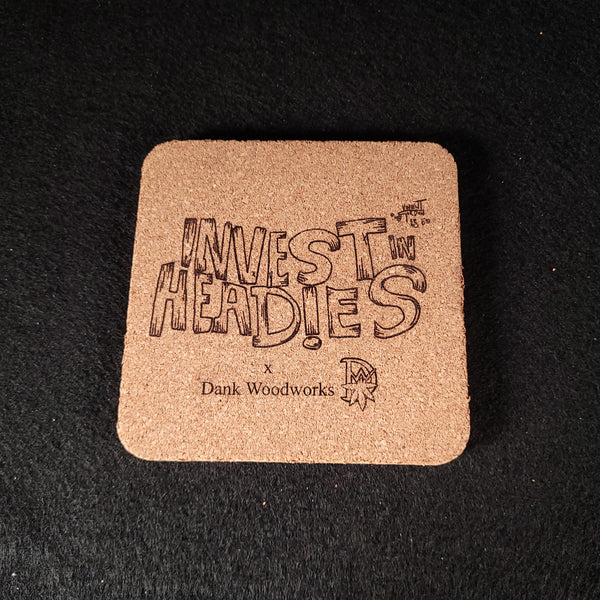 INVEST IN
HEADIES
x
Dank Woodworks